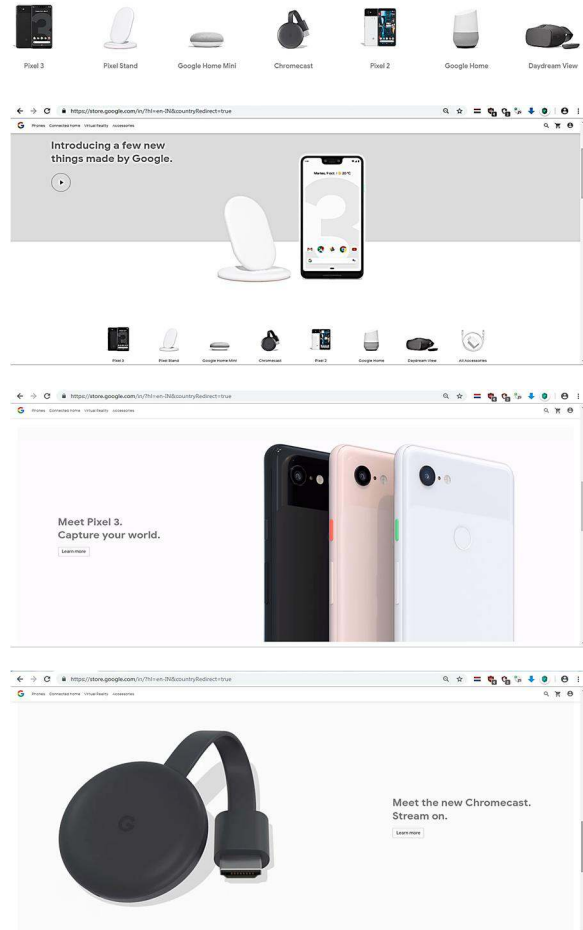 Pixel 3
Pixel Stand
Google Home Mini
Chromecast
Pixel 2
Google Home
Daydream View
https://store.google.com/in/?hl=en-IN&countryRedirect=true
G Phones Connected home Virtual Reality Accessories
Introducing a few new
things made by Google.
Pixel 3
Pixel Stand
Google Home Mini
Chromecast
Pixel 2
Google Home
Daydream View
All Accessories
https://store.google.com/in/?hl=en-IN&countryRedirect=true
G Phones Connected home Virtual Reality Accessories
Meet Pixel 3.
Capture your world.
Learn more
https://store.google.com/in/?hl=en-IN&countryRedirect=true
G Phones Connected home Virtual Reality Accessories
G
Meet the new Chromecast.
Stream on.
Learn more